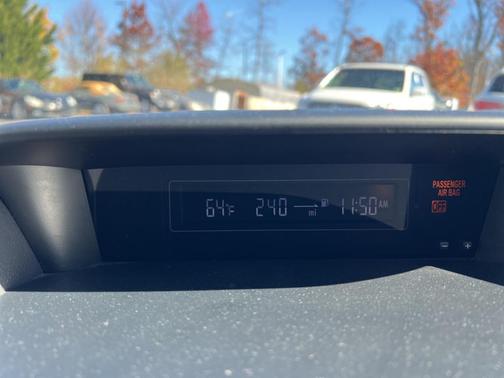 64°F 240 mi 11:50 AM
PASSENGER
AIR BAG
OFF
- +